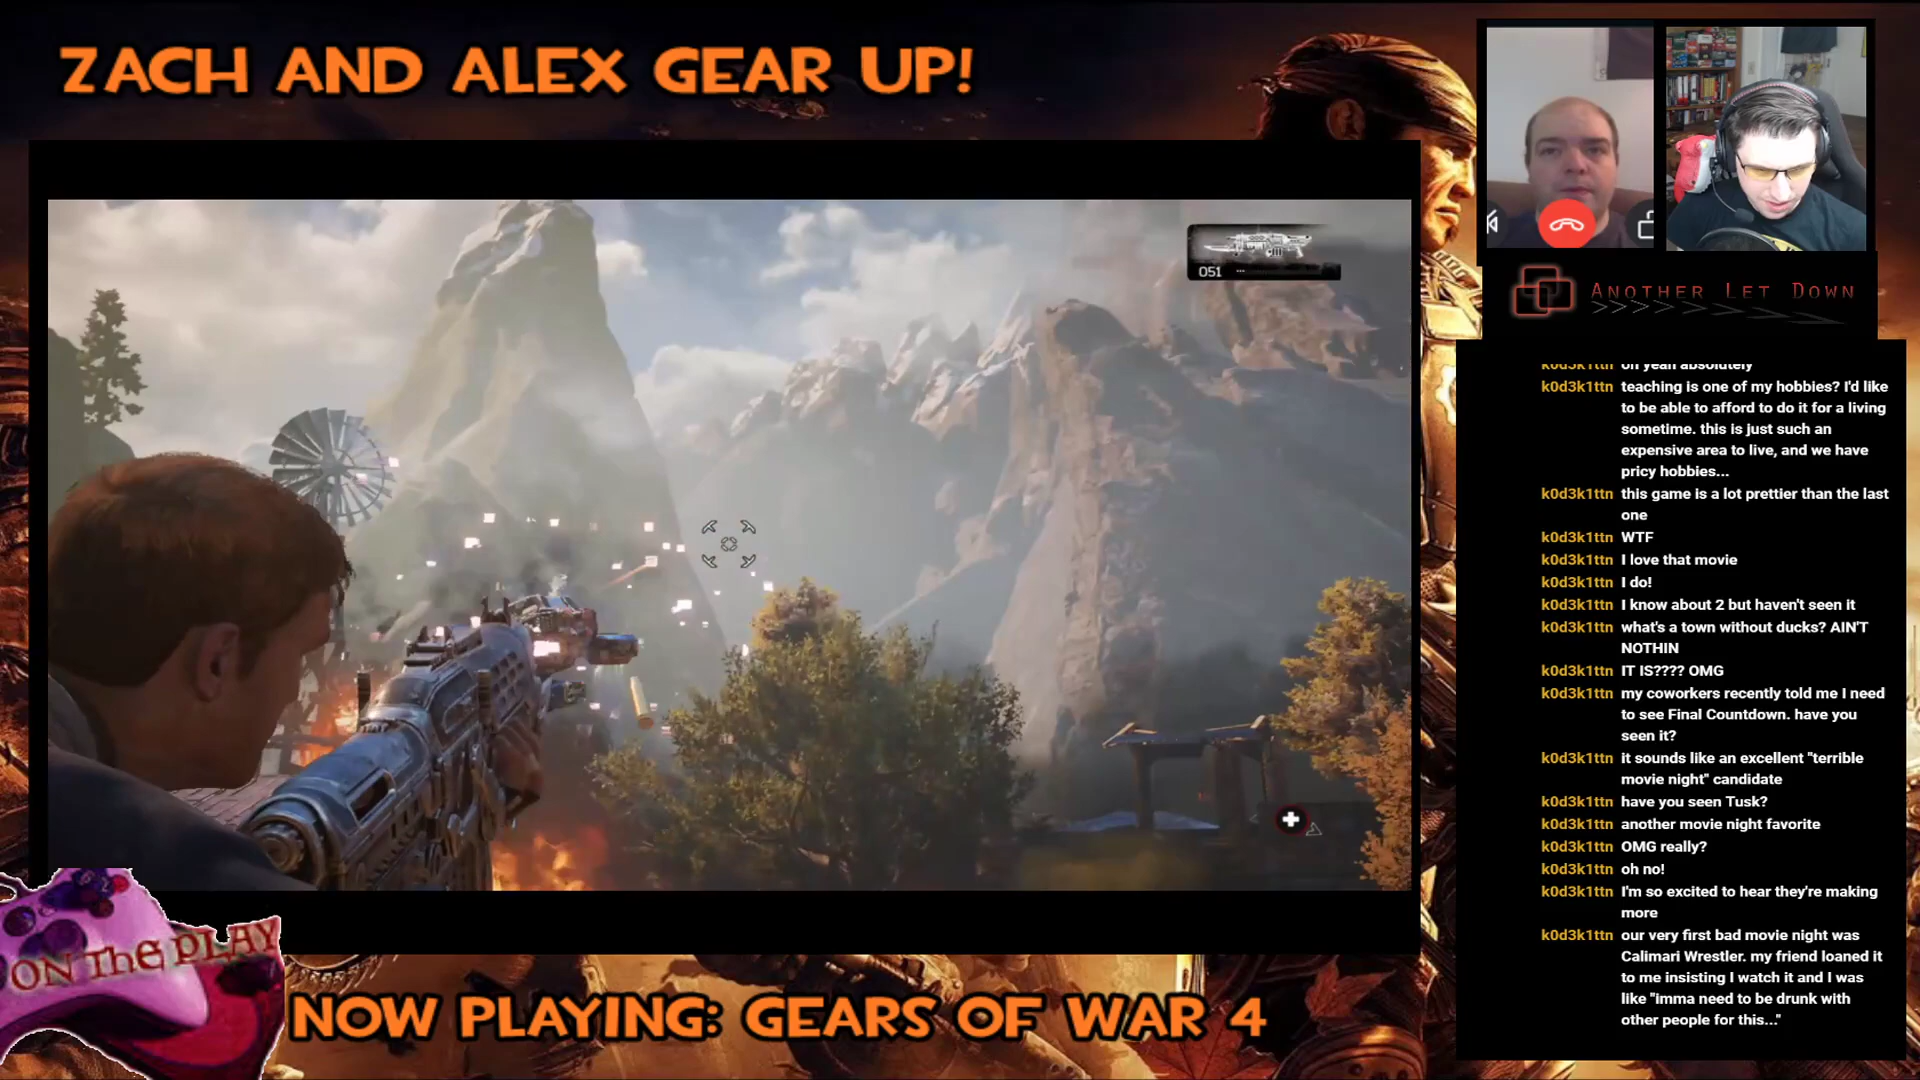 ZACH AND ALEX GEAR UP!
051
ANOTHER LET DOWN
k0d3k1ttn oh yeah absolutely
k0d3k1ttn teaching is one of my hobbies? I'd like
to be able to afford to do it for a living
sometime. this is just such an
expensive area to live, and we have
pricy hobbies...
k0d3k1ttn this game is a lot prettier than the last
one
k0d3k1ttn WTF
k0d3k1ttn I love that movie
k0d3k1ttn I do!
k0d3k1ttn I know about 2 but haven't seen it
k0d3k1ttn what's a town without ducks? AIN'T
NOTHIN
k0d3k1ttn IT IS???? OMG
k0d3k1ttn my coworkers recently told me I need
to see Final Countdown. have you
seen it?
k0d3k1ttn it sounds like an excellent "terrible
movie night" candidate
k0d3k1ttn have you seen Tusk?
k0d3k1ttn another movie night favorite
k0d3k1ttn OMG really?
k0d3k1ttn oh no!
k0d3k1ttn I'm so excited to hear they're making
more
k0d3k1ttn our very first bad movie night was
Calimari Wrestler. my friend loaned it
to me insisting I watch it and I was
like "imma need to be drunk with
other people for this..."
ON THE PLAY
NOW PLAYING: GEARS OF WAR 4